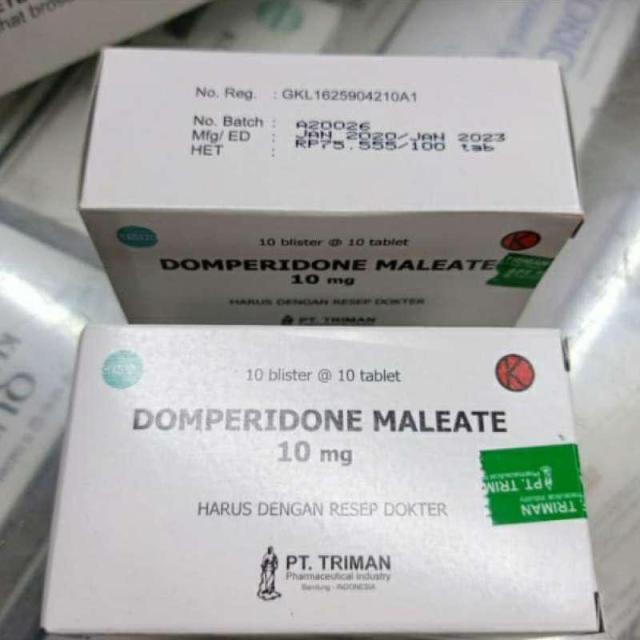 No. Reg. : GKL1625904210A1
No. Batch : A20026
Mfg/ ED : JAN 2020/JAN 2023
HET : RP75.555/100 tab
10 blister @ 10 tablet
K
DOMPERIDONE MALEATE
10 mg
HARUS DENGAN RESEP DOKTER
PT. TRIMAN
TRIMAN
10 blister @ 10 tablet
K
DOMPERIDONE MALEATE
10 mg
HARUS DENGAN RESEP DOKTER
PT. TRIM
TRIMAN
PT. TRIMAN
Pharmaceutical Industry
Bandung - INDONESIA